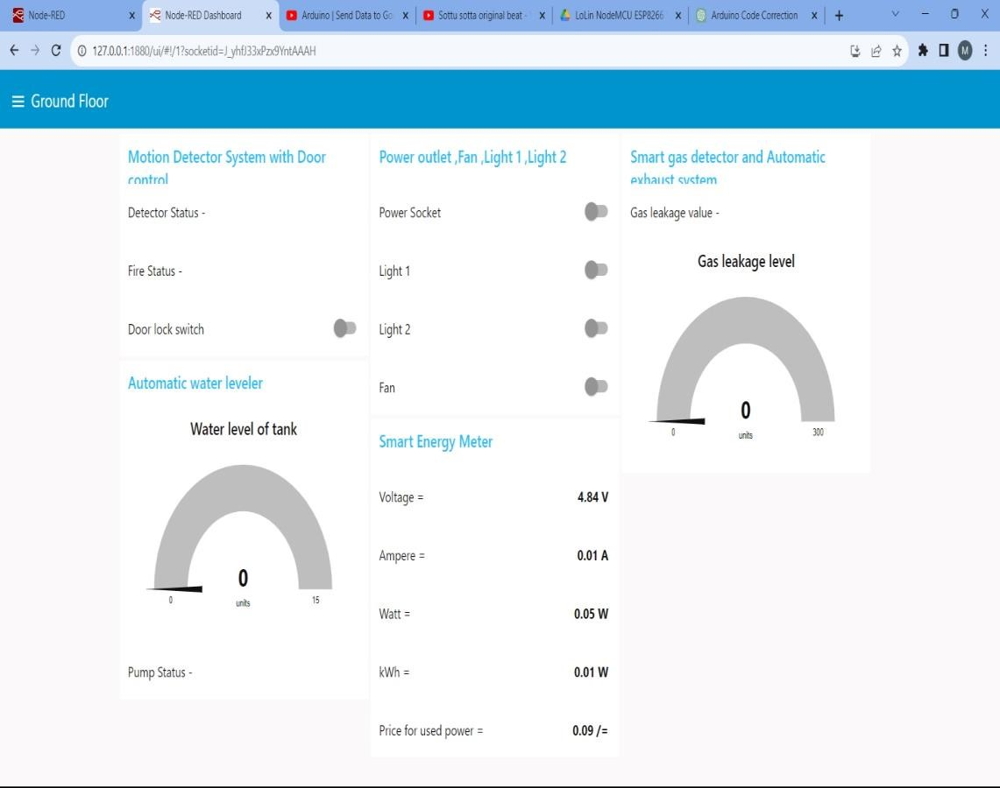 Node-RED
Node-RED Dashboard
Arduino | Send Data to Go
Sottu sotta original beat -
LoLin NodeMCU ESP8266
Arduino Code Correction
127.0.0.1:1880/ui/#!/1?socketid=J_yhfJ33xPzx9YntAAAH
M
Ground Floor
Motion Detector System with Door
control
Detector Status -
Fire Status -
Door lock switch
Automatic water leveler
Water level of tank
0
units
0
15
Pump Status -
Power outlet ,Fan ,Light 1 ,Light 2
Power Socket
Light 1
Light 2
Fan
Smart Energy Meter
Voltage = 4.84 V
Ampere = 0.01 A
Watt = 0.05 W
kWh = 0.01 W
Price for used power = 0.09 /=
Smart gas detector and Automatic
exhaust system
Gas leakage value -
Gas leakage level
0
units
0
300